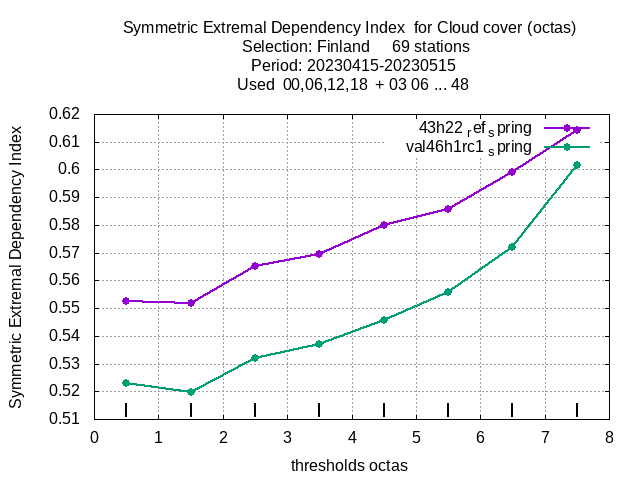 Symmetric Extremal Dependency Index for Cloud cover (octas)
Selection: Finland 69 stations
Period: 20230415-20230515
Used 00,06,12,18 + 03 06 ... 48
43h22 ref spring
val46h1rc1 spring
Symmetric Extremal Dependency Index
0.62
0.61
0.6
0.59
0.58
0.57
0.56
0.55
0.54
0.53
0.52
0.51
0 1 2 3 4 5 6 7 8
thresholds octas